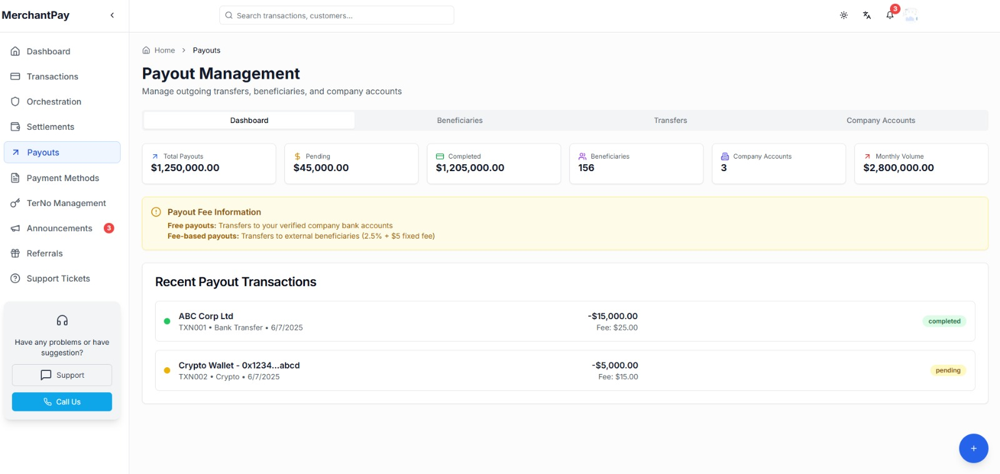 MerchantPay
Search transactions, customers...
3
Dashboard
Transactions
Orchestration
Settlements
Payouts
Payment Methods
TerNo Management
Announcements 3
Referrals
Support Tickets
Have any problems or have
suggestion?
Support
Call Us
Home > Payouts
Payout Management
Manage outgoing transfers, beneficiaries, and company accounts
Dashboard Beneficiaries Transfers Company Accounts
Total Payouts
$1,250,000.00
Pending
$45,000.00
Completed
$1,205,000.00
Beneficiaries
156
Company Accounts
3
Monthly Volume
$2,800,000.00
Payout Fee Information
Free payouts: Transfers to your verified company bank accounts
Fee-based payouts: Transfers to external beneficiaries (2.5% + $5 fixed fee)
Recent Payout Transactions
ABC Corp Ltd
TXN001 • Bank Transfer • 6/7/2025
-$15,000.00
Fee: $25.00
completed
Crypto Wallet - 0x1234...abcd
TXN002 • Crypto • 6/7/2025
-$5,000.00
Fee: $15.00
pending